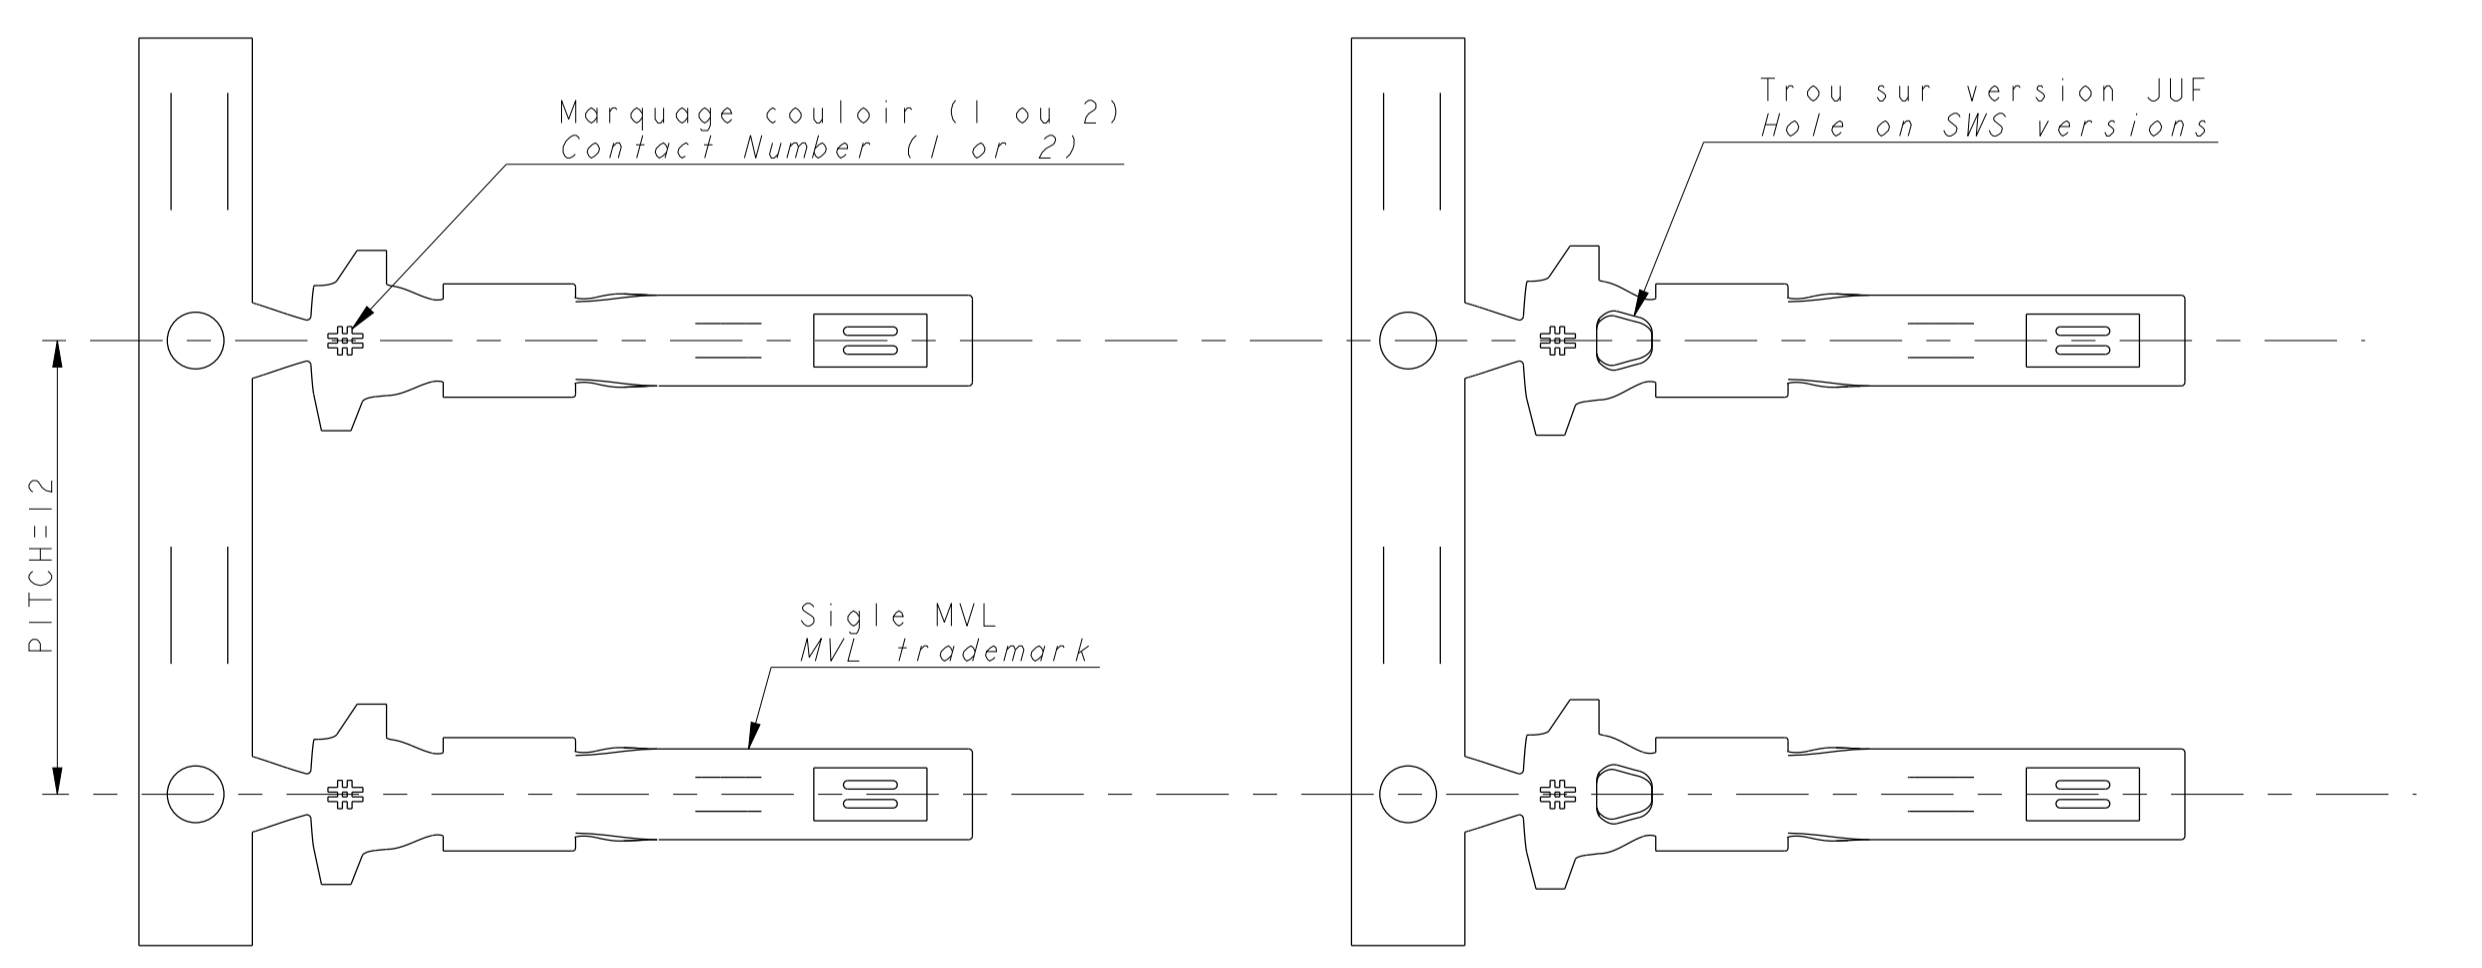 Marquage couloir (1 ou 2)
Contact Number (1 or 2)
Trou sur version JUF
Hole on SWS versions
PITCH=12
Sigle MVL
MVL trademark